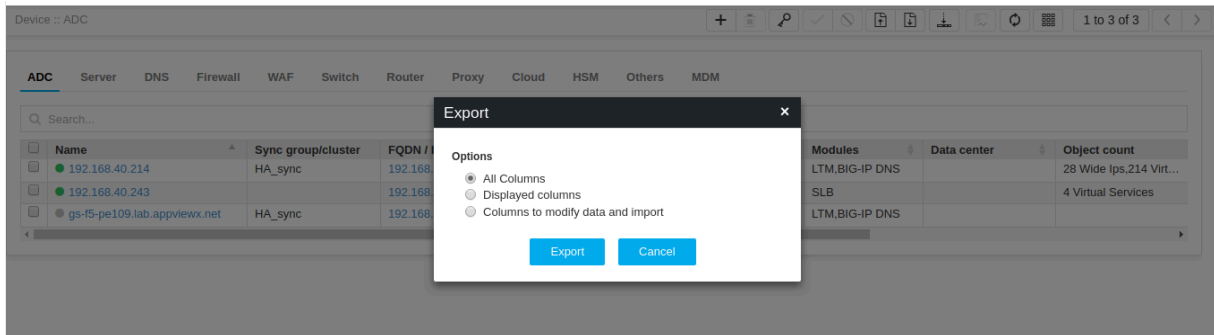 Device :: ADC
1 to 3 of 3
ADC Server DNS Firewall WAF Switch Router Proxy Cloud HSM Others MDM
Search...
Export
×
Name Sync group/cluster FQDN / Modules Data center Object count
192.168.40.214 HA_sync 192.168. LTM,BIG-IP DNS 28 Wide Ips,214 Virt...
192.168.40.243 192.168. SLB 4 Virtual Services
gs-f5-pe109.lab.appviewx.net HA_sync 192.168. LTM,BIG-IP DNS
Options
All Columns
Displayed columns
Columns to modify data and import
Export Cancel